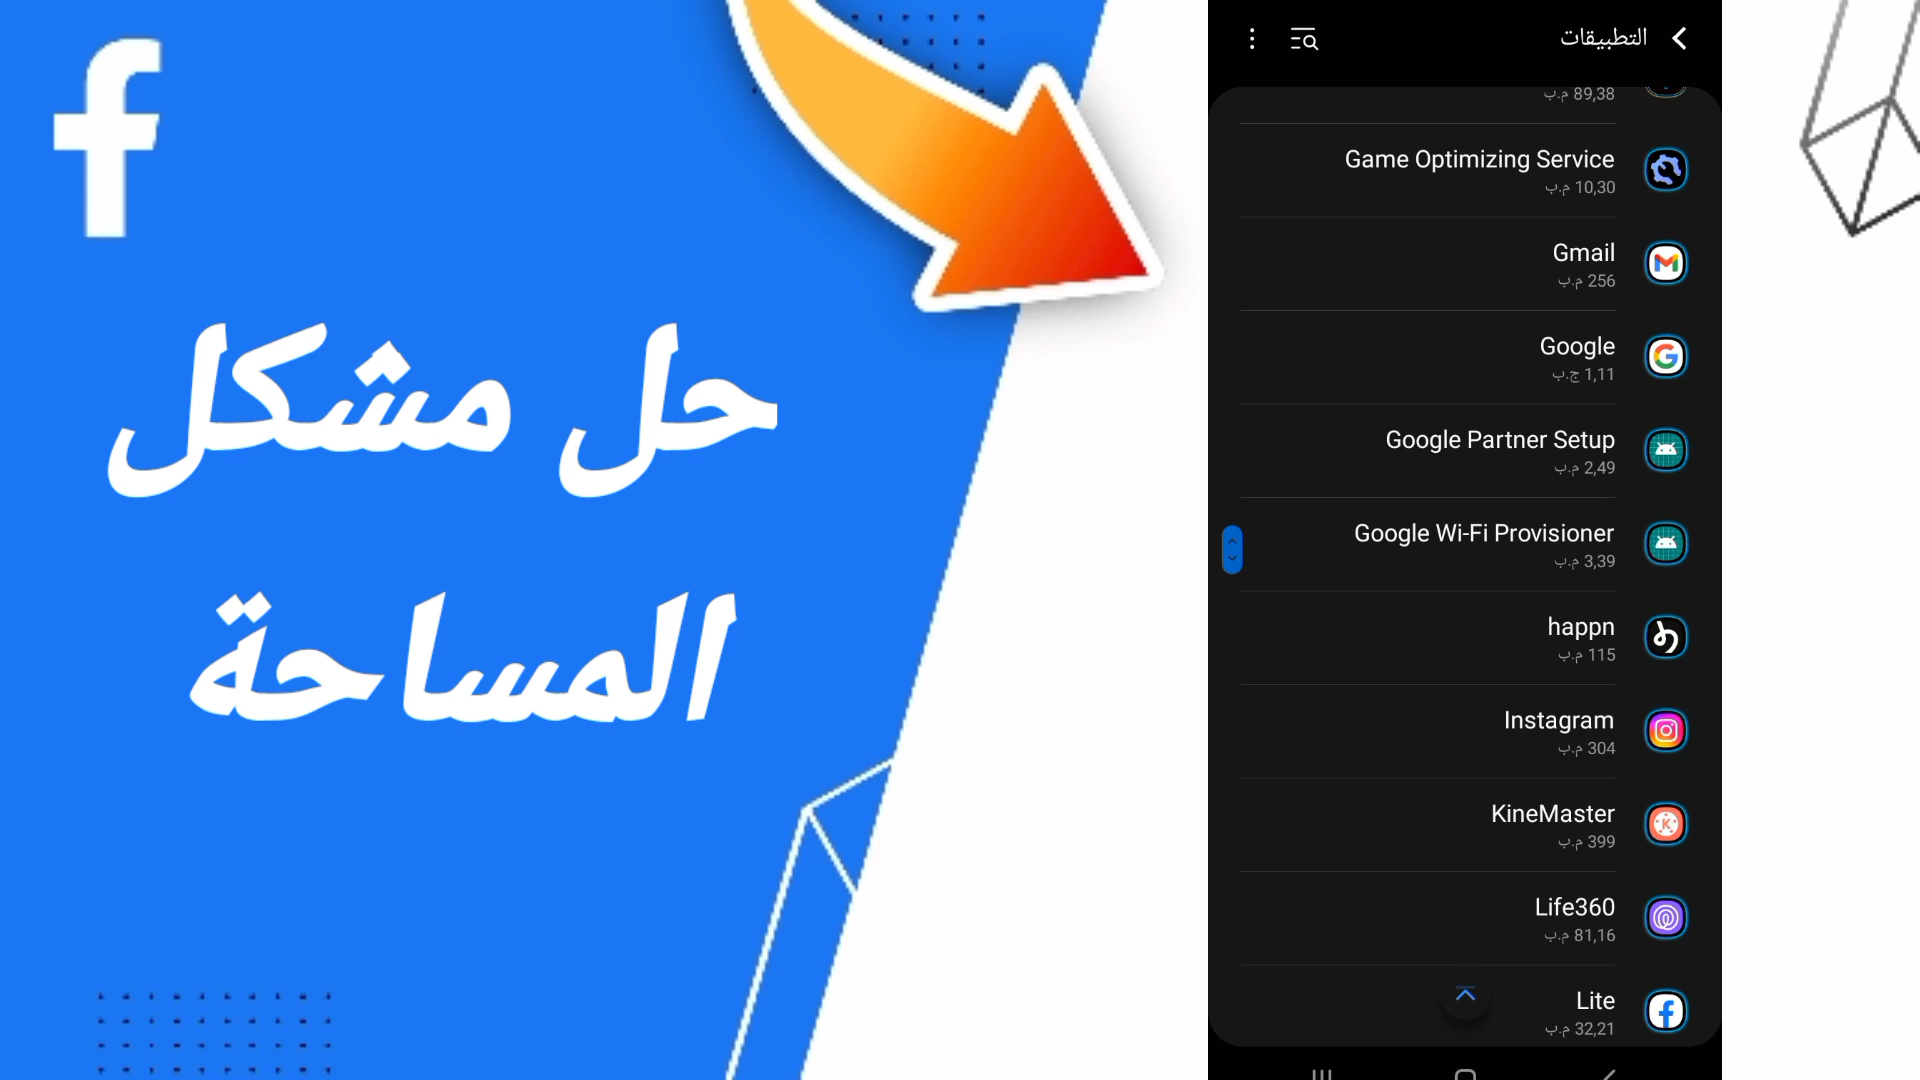 حل مشكل
المساحة
التطبيقات
89,38 م.ب
Game Optimizing Service
10,30 م.ب
Gmail
256 م.ب
Google
1,11 ج.ب
Google Partner Setup
2,49 م.ب
Google Wi-Fi Provisioner
3,39 م.ب
happn
115 م.ب
Instagram
304 م.ب
KineMaster
399 م.ب
Life360
81,16 م.ب
Lite
32,21 م.ب